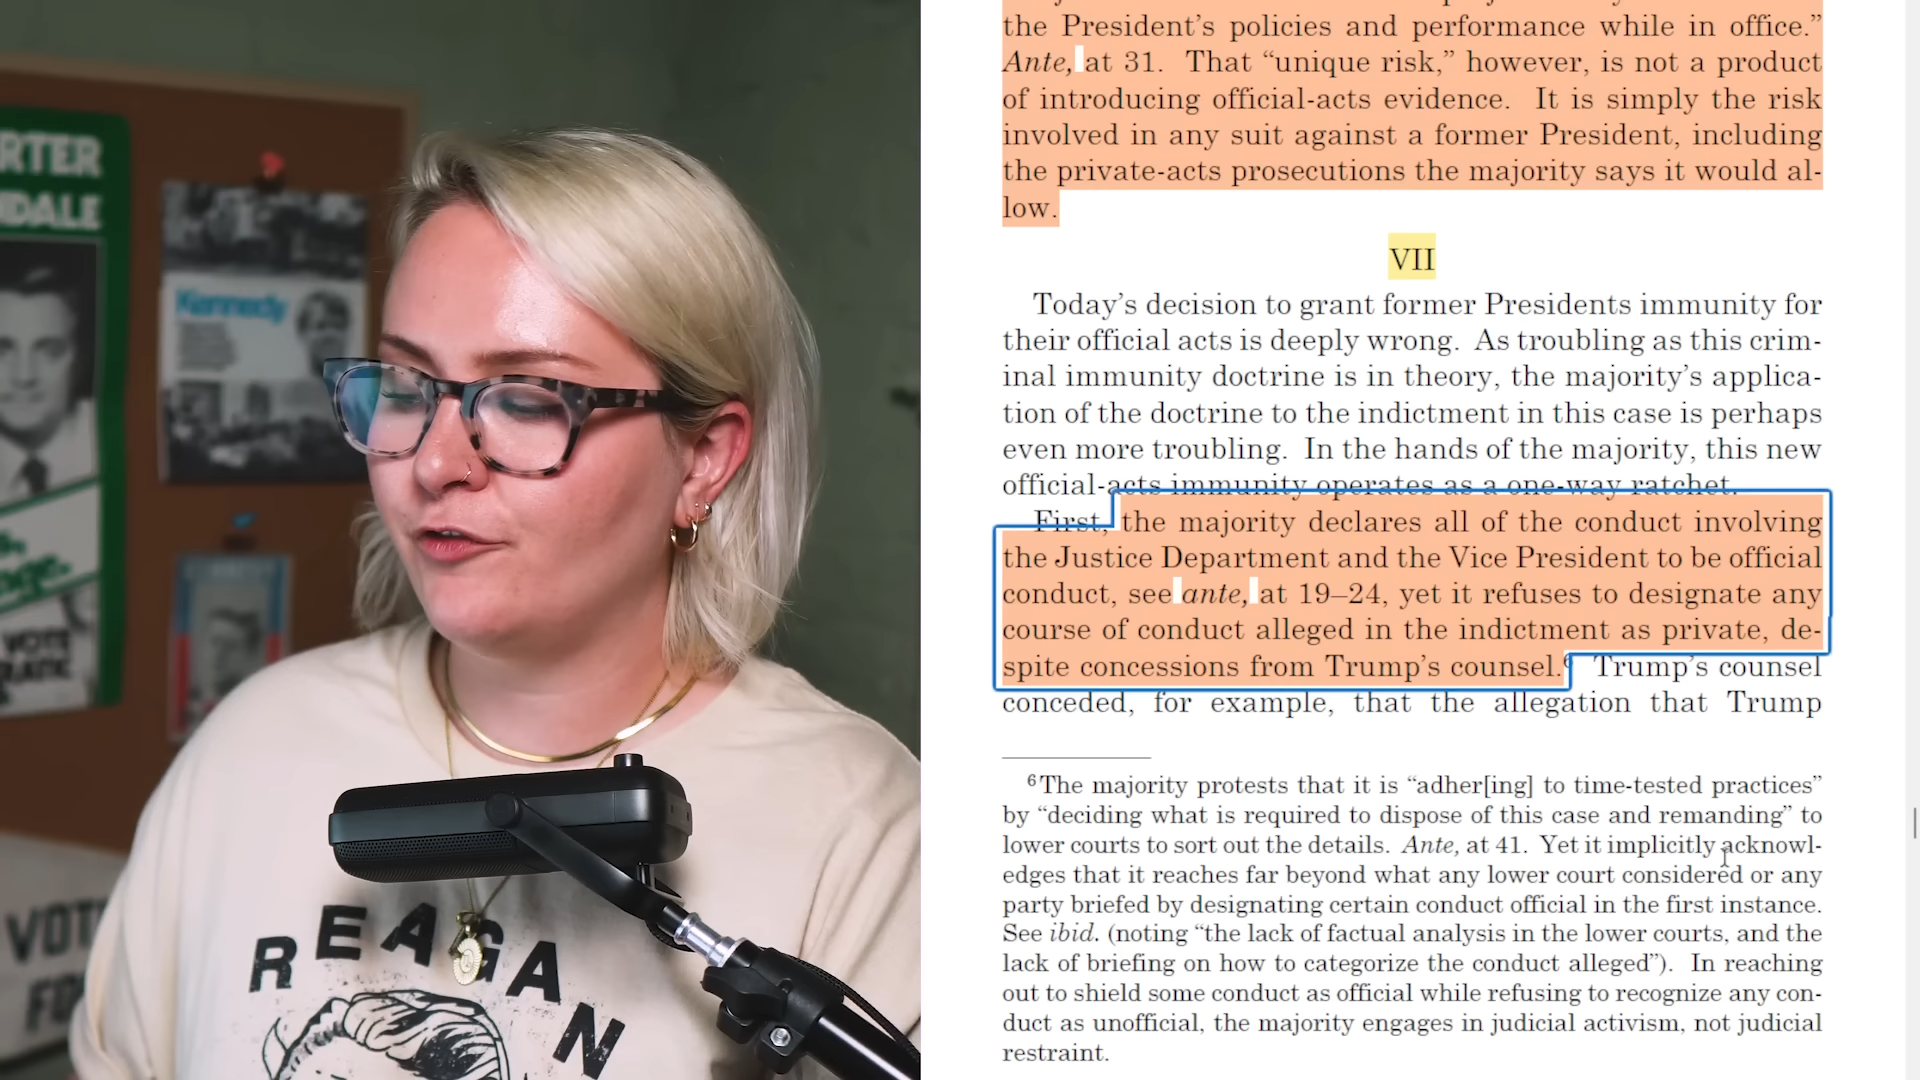 RTER
NDALE
Kennedy
VOTE
VOTE
FO
REAGAN
the President’s policies and performance while in office.”
Ante, at 31. That “unique risk,” however, is not a product
of introducing official-acts evidence. It is simply the risk
involved in any suit against a former President, including
the private-acts prosecutions the majority says it would al-
low.
VII
Today’s decision to grant former Presidents immunity for
their official acts is deeply wrong. As troubling as this crim-
inal immunity doctrine is in theory, the majority’s applica-
tion of the doctrine to the indictment in this case is perhaps
even more troubling. In the hands of the majority, this new
official-acts immunity operates as a one-way ratchet.
First, the majority declares all of the conduct involving
the Justice Department and the Vice President to be official
conduct, see ante, at 19–24, yet it refuses to designate any
course of conduct alleged in the indictment as private, de-
spite concessions from Trump’s counsel.6 Trump’s counsel
conceded, for example, that the allegation that Trump
6 The majority protests that it is “adher[ing] to time-tested practices”
by “deciding what is required to dispose of this case and remanding” to
lower courts to sort out the details. Ante, at 41. Yet it implicitly acknowl-
edges that it reaches far beyond what any lower court considered or any
party briefed by designating certain conduct official in the first instance.
See ibid. (noting “the lack of factual analysis in the lower courts, and the
lack of briefing on how to categorize the conduct alleged”). In reaching
out to shield some conduct as official while refusing to recognize any con-
duct as unofficial, the majority engages in judicial activism, not judicial
restraint.